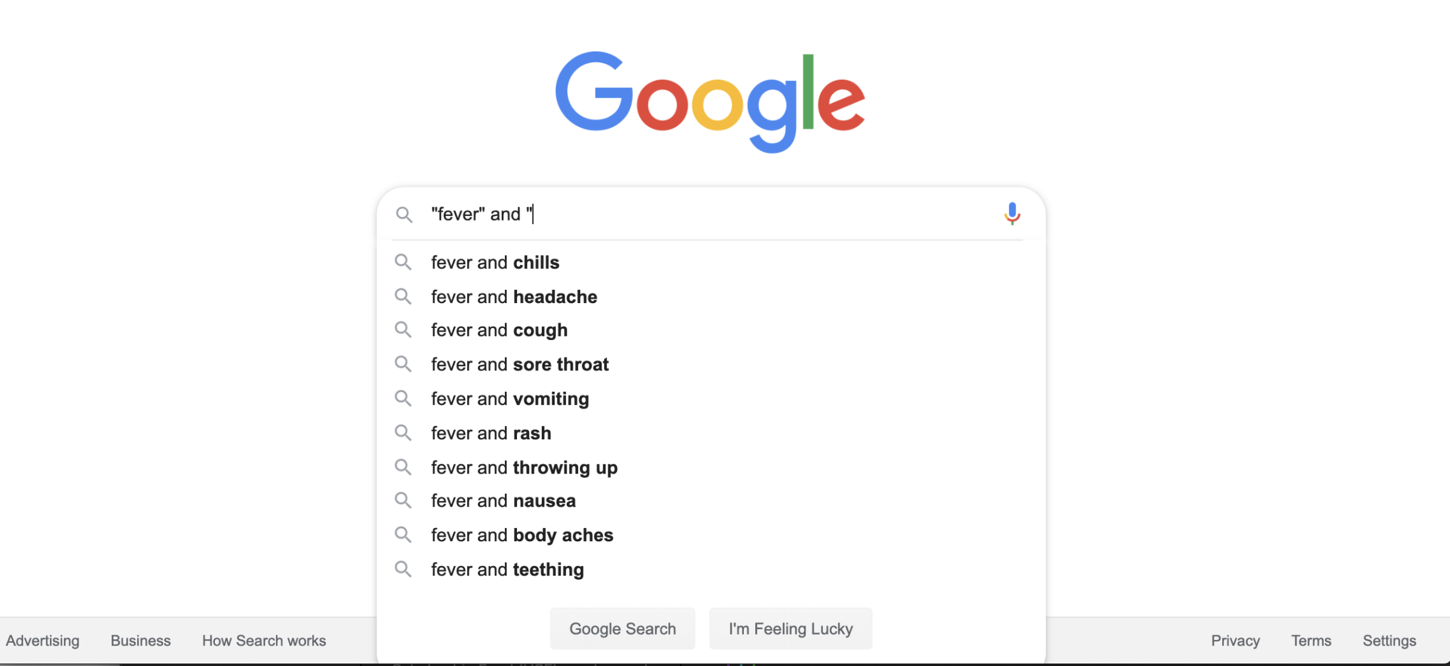 Google
"fever" and "
fever and chills
fever and headache
fever and cough
fever and sore throat
fever and vomiting
fever and rash
fever and throwing up
fever and nausea
fever and body aches
fever and teething
Google Search I'm Feeling Lucky
Advertising Business How Search works Privacy Terms Settings